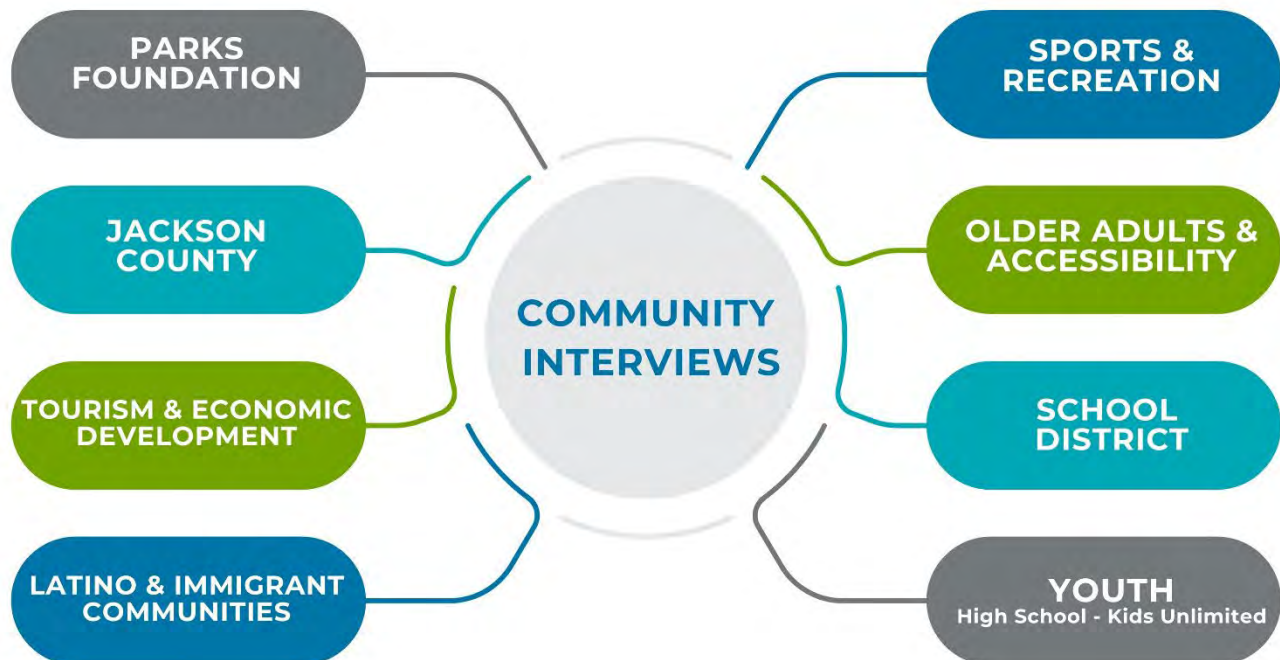 PARKS
FOUNDATION
JACKSON
COUNTY
TOURISM & ECONOMIC
DEVELOPMENT
LATINO & IMMIGRANT
COMMUNITIES
COMMUNITY
INTERVIEWS
SPORTS &
RECREATION
OLDER ADULTS &
ACCESSIBILITY
SCHOOL
DISTRICT
YOUTH
High School - Kids Unlimited